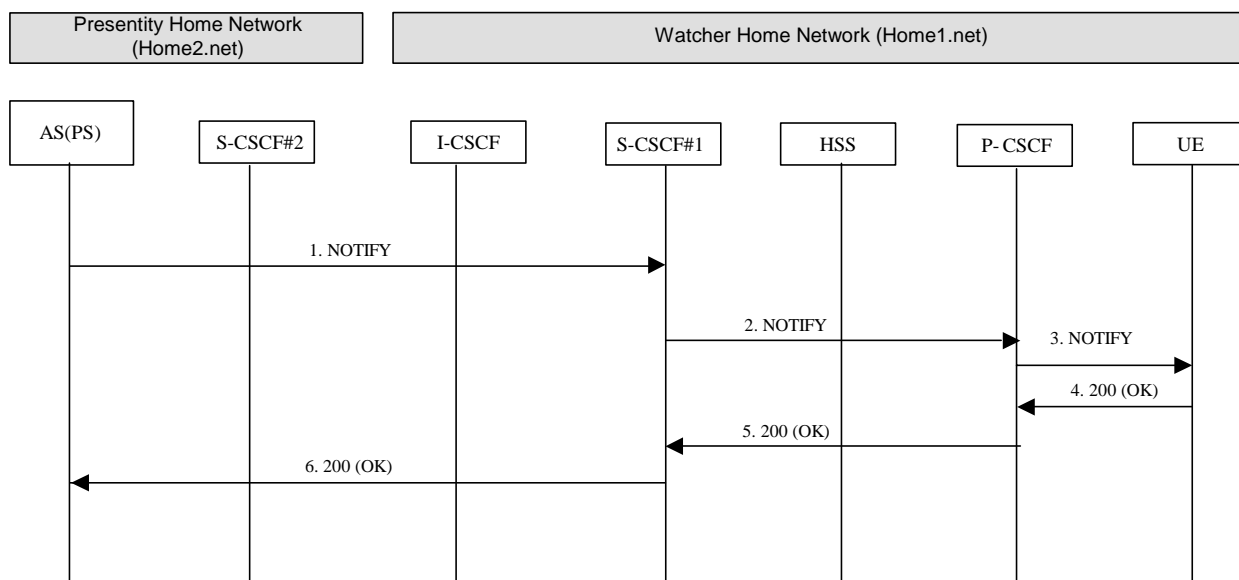 Presentity Home Network
(Home2.net)
Watcher Home Network (Home1.net)
AS(PS)
S-CSCF#2
I-CSCF
S-CSCF#1
HSS
P- CSCF
UE
1. NOTIFY
2. NOTIFY
3. NOTIFY
4. 200 (OK)
5. 200 (OK)
6. 200 (OK)